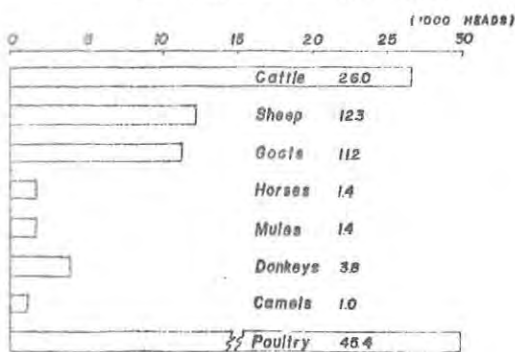 ('000 HEADS)
0 5 10 15 20 25 30
Cattle 26.0
Sheep 12.3
Goats 11.2
Horses 1.4
Mules 1.4
Donkeys 3.8
Camels 1.0
Poultry 45.4